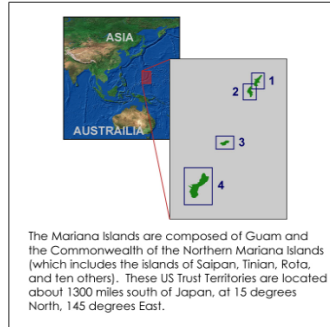 ASIA
AUSTRAILIA
1
2
3
4
The Mariana Islands are composed of Guam and
the Commonwealth of the Northern Mariana Islands
(which includes the islands of Saipan, Tinian, Rota,
and ten others). These US Trust Territories are located
about 1300 miles south of Japan, at 15 degrees
North, 145 degrees East.